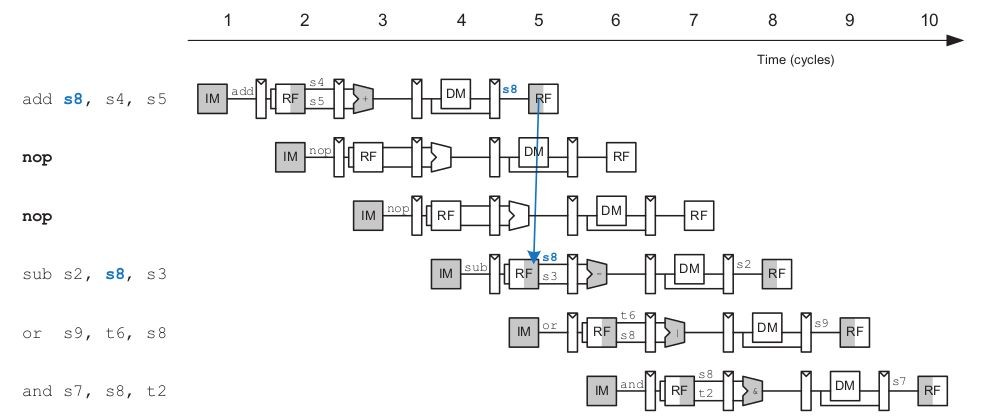 1 2 3 4 5 6 7 8 9 10
Time (cycles)
add s8, s4, s5 IM add RF s4 s5 + DM s8 RF
nop IM nop RF DM RF
nop IM nop RF DM RF
sub s2, s8, s3 IM sub RF s8 s3 - DM s2 RF
or s9, t6, s8 IM or RF t6 s8 | DM s9 RF
and s7, s8, t2 IM and RF s8 t2 & DM s7 RF